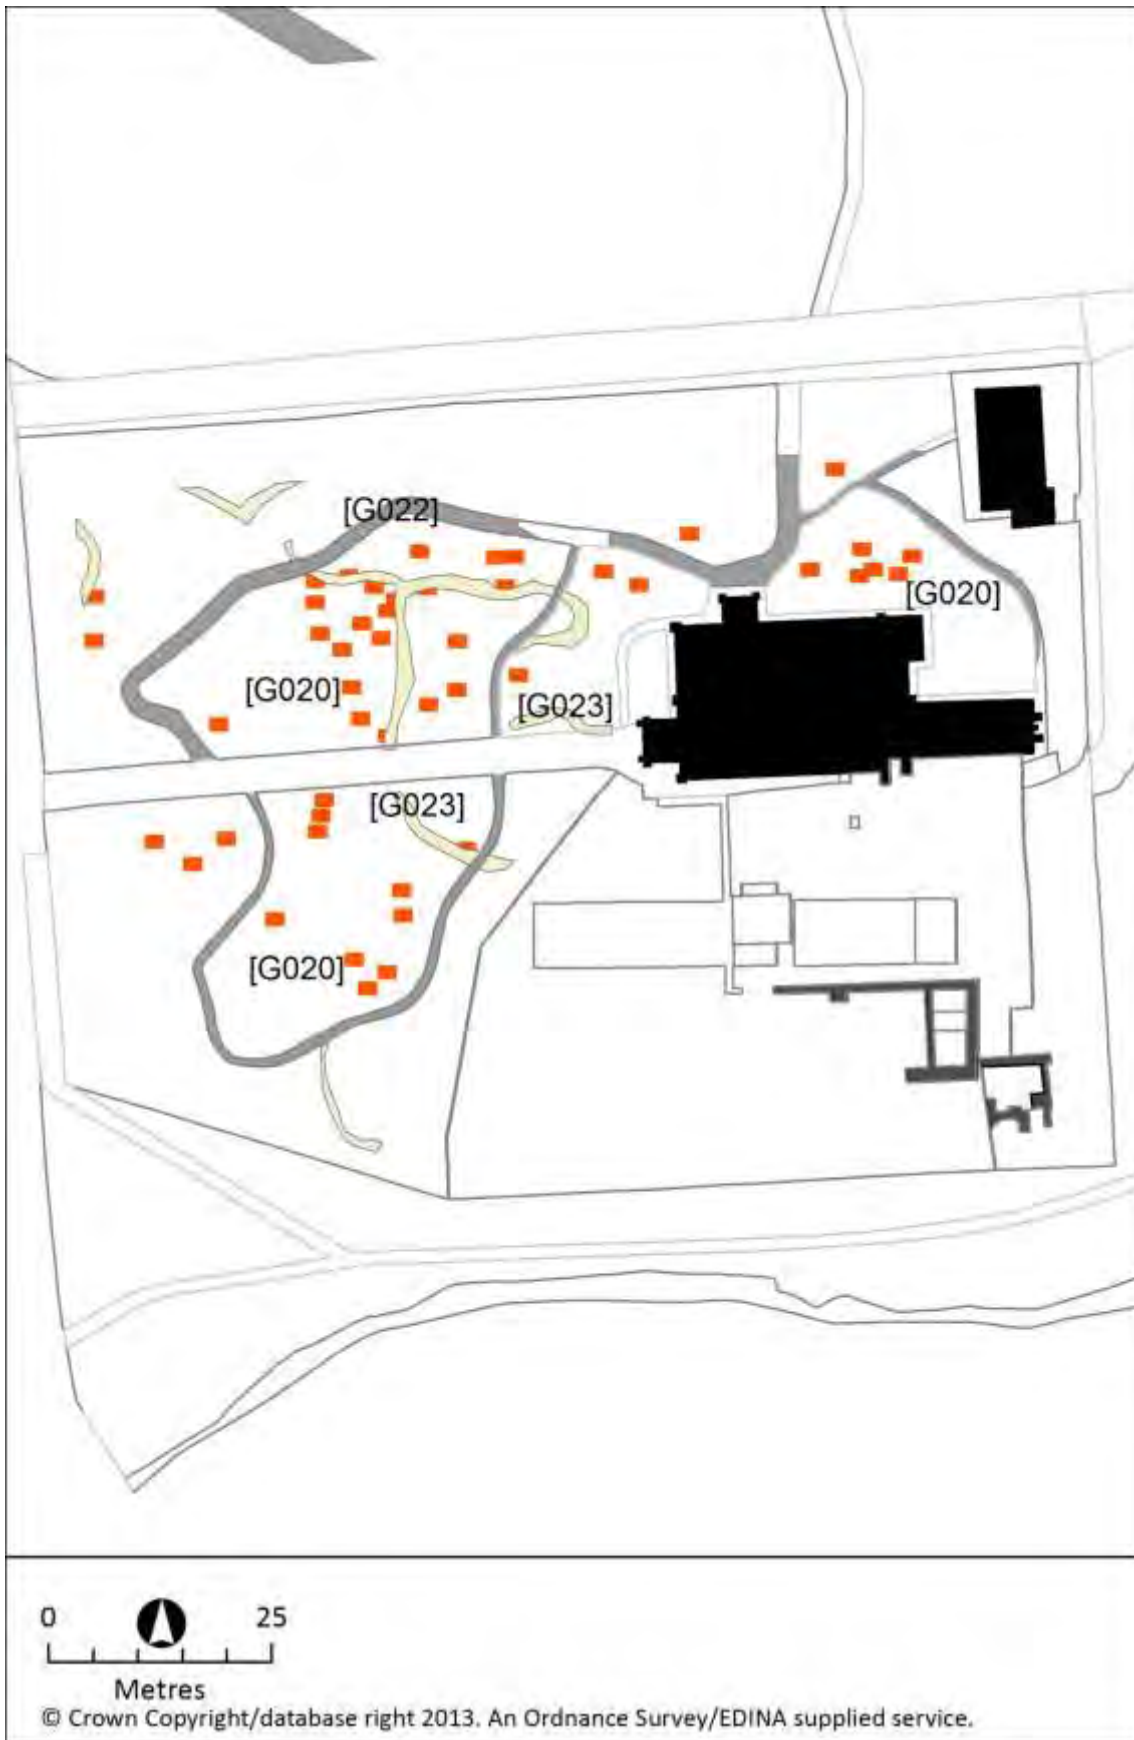 [G022]
[G020]
[G020]
[G023]
[G023]
[G020]
0 25
Metres
© Crown Copyright/database right 2013. An Ordnance Survey/EDINA supplied service.